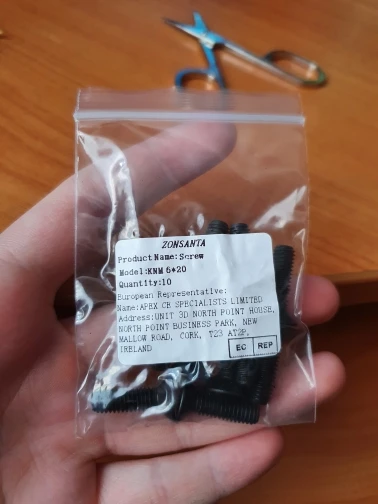 ZONSANTA
Product Name:Screw
Model:KNM 6*20
Quantity:10
European Representative:
Name:APEX CE SPECIALISTS LIMITED
Address:UNIT 3D NORTH POINT HOUSE,
NORTH POINT BUSINESS PARK, NEW
MALLOW ROAD, CORK, T23 AT2P,
IRELAND
EC REP